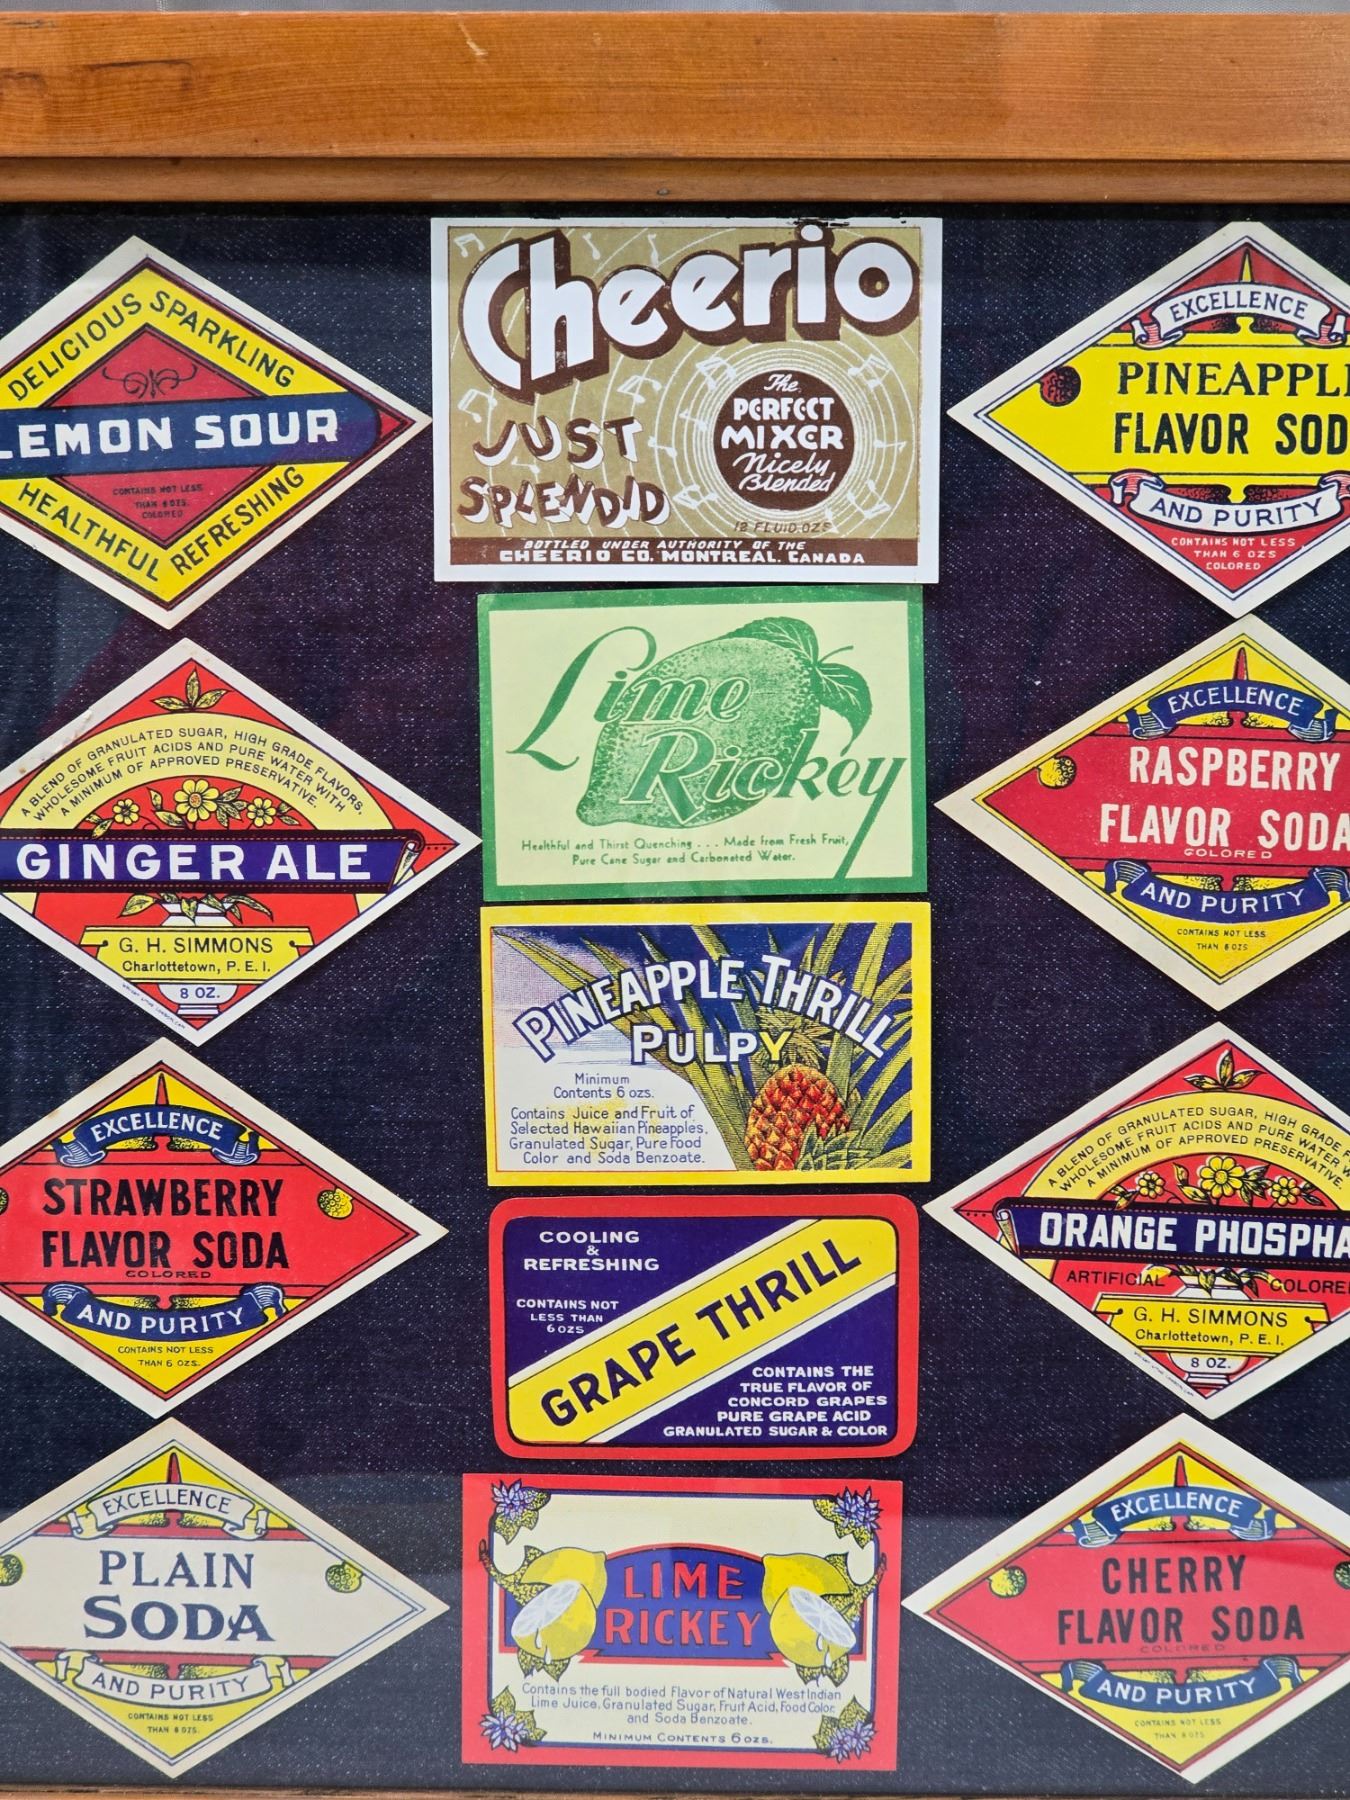 DELICIOUS SPARKLING
LEMON SOUR
CONTAINS NOT LESS
THAN 6 OZS.
COLORED
HEALTHFUL REFRESHING
A BLEND OF GRANULATED SUGAR, HIGH GRADE FLAVORS,
WHOLESOME FRUIT ACIDS AND PURE WATER WITH
A MINIMUM OF APPROVED PRESERVATIVE.
GINGER ALE
G. H. SIMMONS
Charlottetown, P. E. I.
8 OZ.
EXCELLENCE
STRAWBERRY
FLAVOR SODA
COLORED
AND PURITY
CONTAINS NOT LESS
THAN 6 OZS.
EXCELLENCE
PLAIN
SODA
AND PURITY
CONTAINS NOT LESS
THAN 6 OZS.
Cheerio
JUST
SPLENDID
The
PERFECT
MIXER
Nicely
Blended
12 FLUID OZS
BOTTLED UNDER AUTHORITY OF THE
CHEERIO CO. MONTREAL. CANADA
Lime
Rickey
Healthful and Thirst Quenching . . . Made from Fresh Fruit,
Pure Cane Sugar and Carbonated Water.
PINEAPPLE THRILL
PULPY
Minimum
Contents 6 ozs.
Contains Juice and Fruit of
Selected Hawaiian Pineapples,
Granulated Sugar, Pure Food
Color and Soda Benzoate.
COOLING
&
REFRESHING
CONTAINS NOT
LESS THAN
6 OZS
GRAPE THRILL
CONTAINS THE
TRUE FLAVOR OF
CONCORD GRAPES
PURE GRAPE ACID
GRANULATED SUGAR & COLOR
LIME
RICKEY
Contains the full bodied Flavor of Natural West Indian
Lime Juice, Granulated Sugar, Fruit Acid, Food Color
and Soda Benzoate.
MINIMUM CONTENTS 6 OZS.
EXCELLENCE
PINEAPPLE
FLAVOR SOD
AND PURITY
CONTAINS NOT LESS
THAN 6 OZS
COLORED
EXCELLENCE
RASPBERRY
FLAVOR SODA
COLORED
AND PURITY
CONTAINS NOT LESS
THAN 6 OZS
A BLEND OF GRANULATED SUGAR, HIGH GRADE F
WHOLESOME FRUIT ACIDS AND PURE WATER W
A MINIMUM OF APPROVED PRESERVATIVE.
ORANGE PHOSPHA
ARTIFICIAL COLORE
G. H. SIMMONS
Charlottetown, P. E. I.
8 OZ.
EXCELLENCE
CHERRY
FLAVOR SODA
COLORED
AND PURITY
CONTAINS NOT LESS
THAN 6 OZS